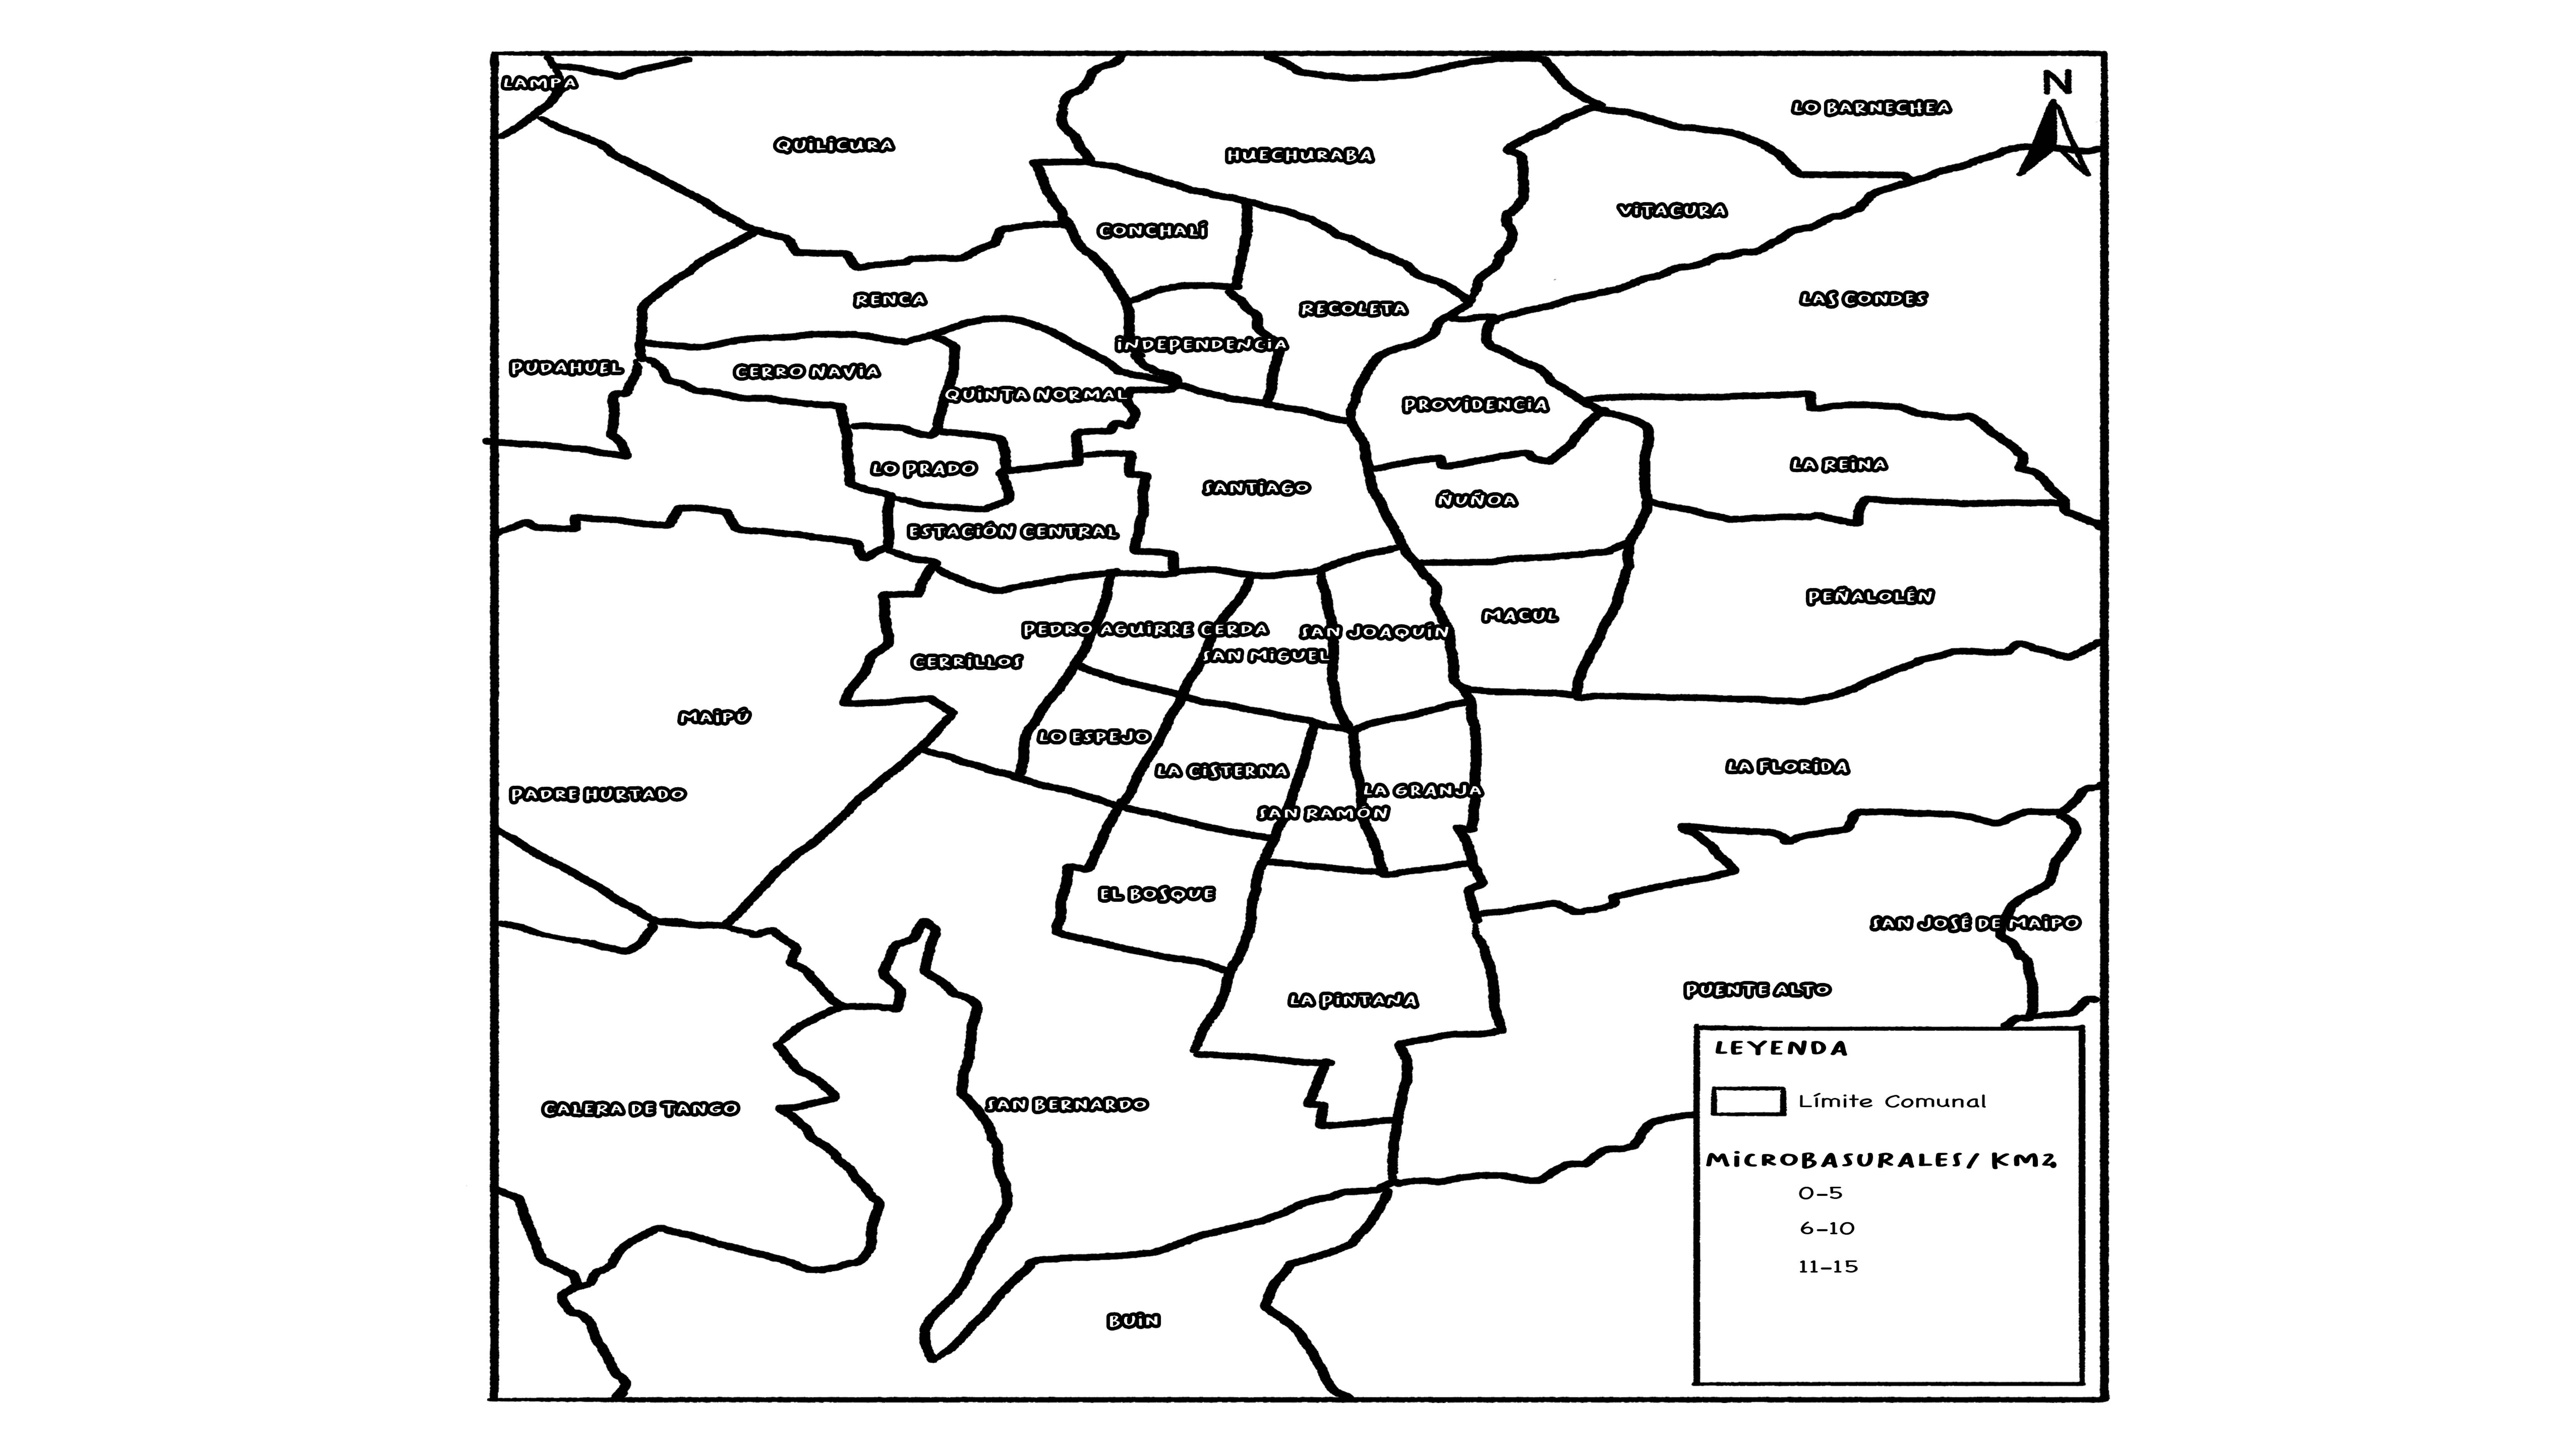 N
LAMPA
LO BARNECHEA
QUILICURA
HUECHURABA
VITACURA
CONCHALÍ
LAS CONDES
RENCA
RECOLETA
INDEPENDENCIA
PUDAHUEL
CERRO NAVIA
QUINTA NORMAL
PROVIDENCIA
LO PRADO
LA REINA
SANTIAGO
ÑUÑOA
ESTACIÓN CENTRAL
PEÑALOLÉN
MACUL
PEDRO AGUIRRE CERDA
SAN JOAQUÍN
SAN MIGUEL
CERRILLOS
MAIPÚ
LO ESPEJO
LA CISTERNA
LA FLORIDA
PADRE HURTADO
LA GRANJA
SAN RAMÓN
EL BOSQUE
SAN JOSÉ DE MAIPO
PUENTE ALTO
LA PINTANA
CALERA DE TANGO
SAN BERNARDO
BUIN
LEYENDA
Límite Comunal
MICROBASURALES/ KM2
0-5
6-10
11-15